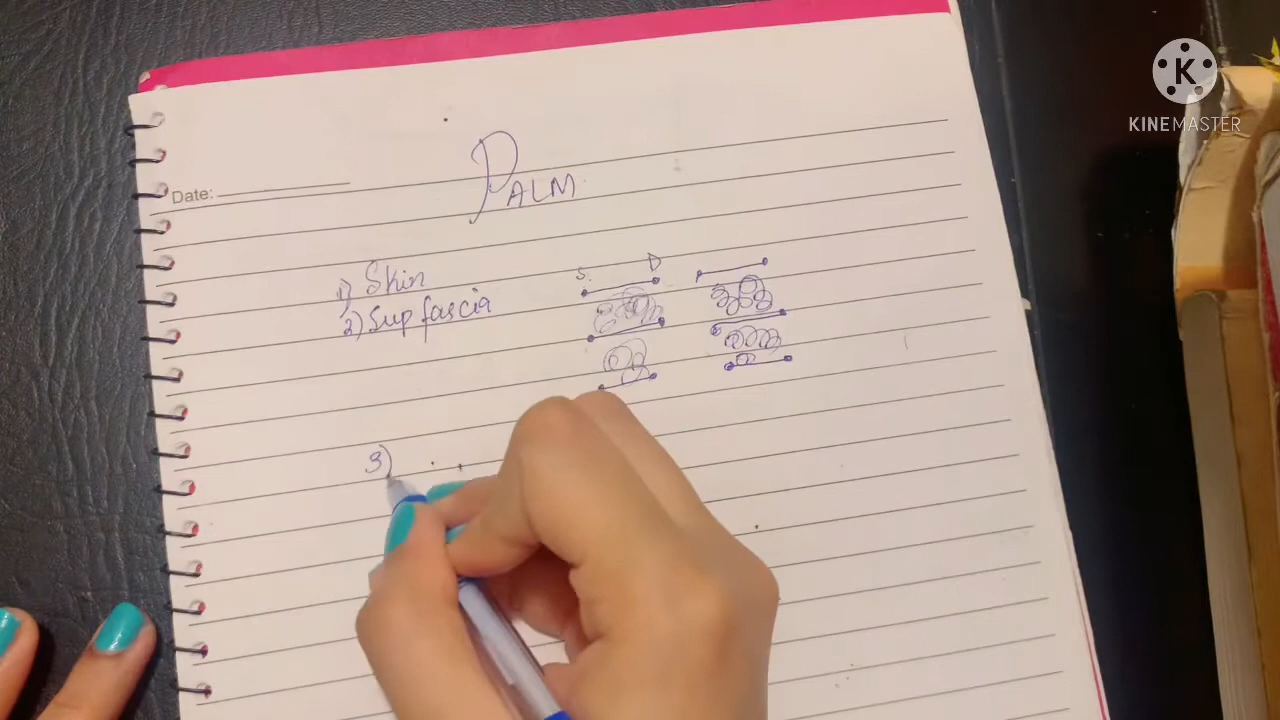 K
KINEMASTER
PALM
Date:
1) Skin
2) Sup fascia
S. D
3)